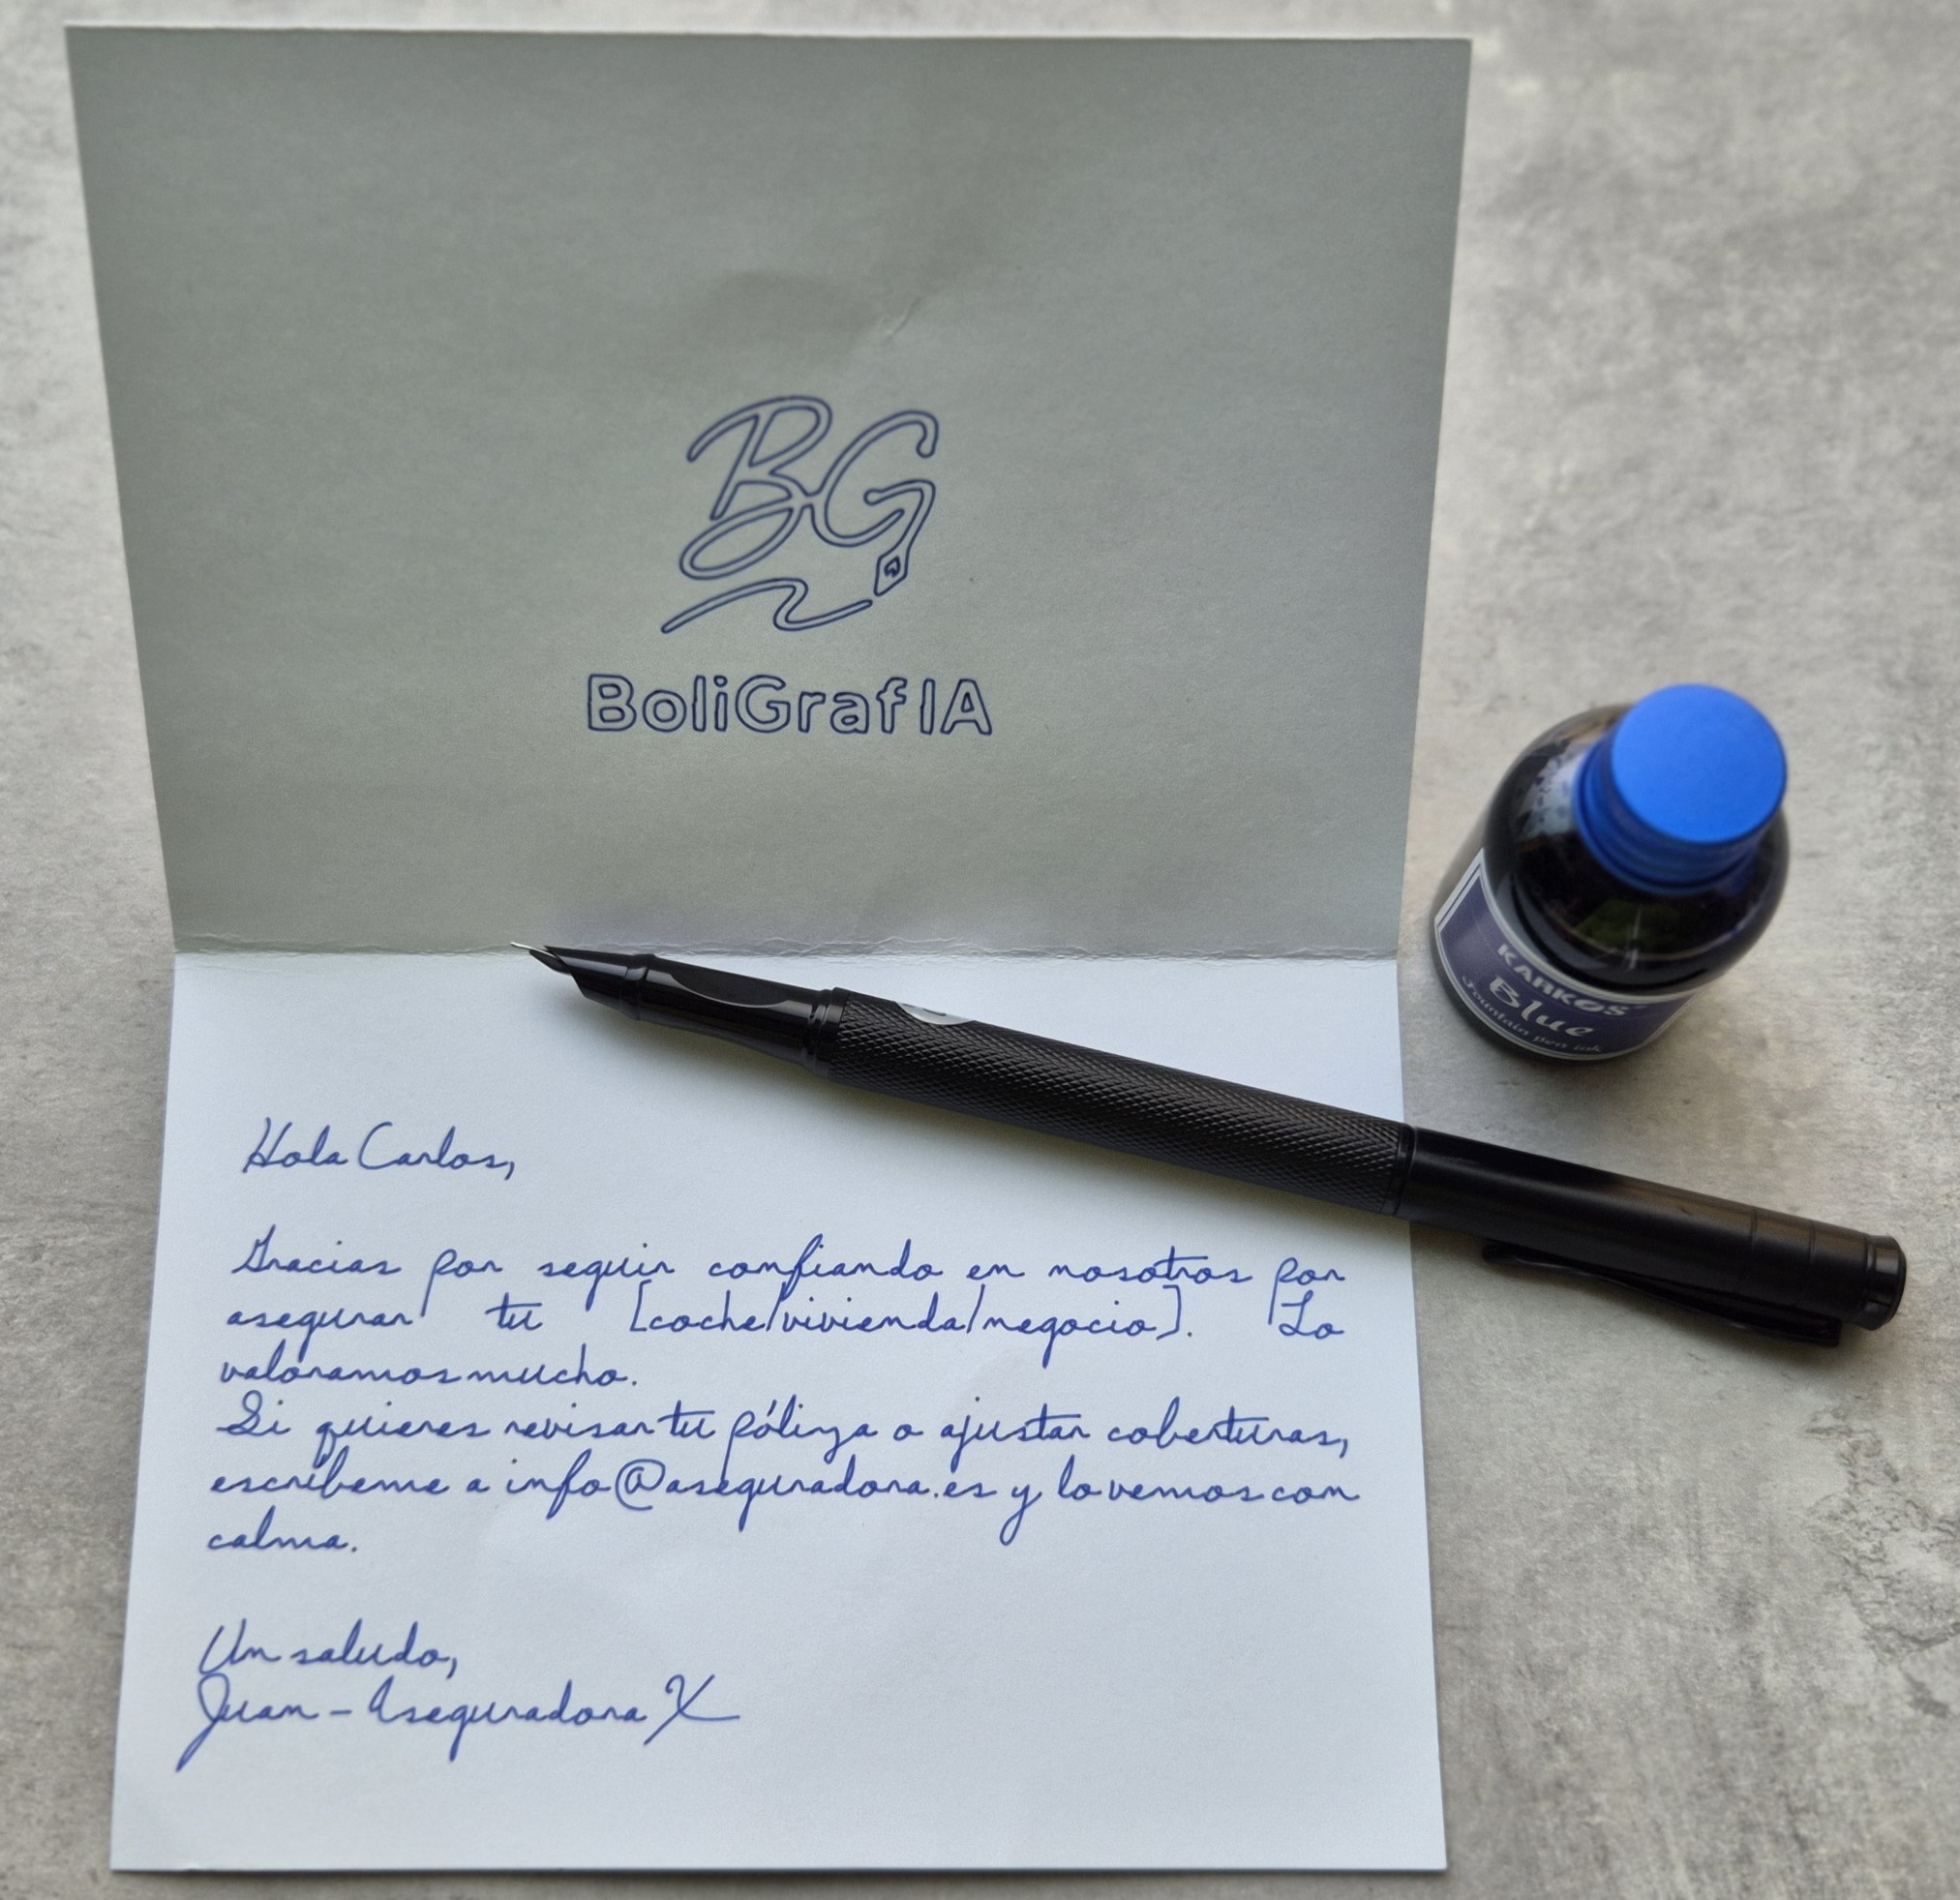 BG
BoliGrafIA
KARKOS
Blue
Fountain pen ink
Hola Carlos,
Gracias por seguir confiando en nosotros por
asegurar tu [coche/vivienda/negocio]. Lo
valoramos mucho.
Si quieres revisar tu póliza o ajustar coberturas,
escríbeme a info@aseguradora.es y lo vemos con
calma.
Un saludo,
Juan - Aseguradora X